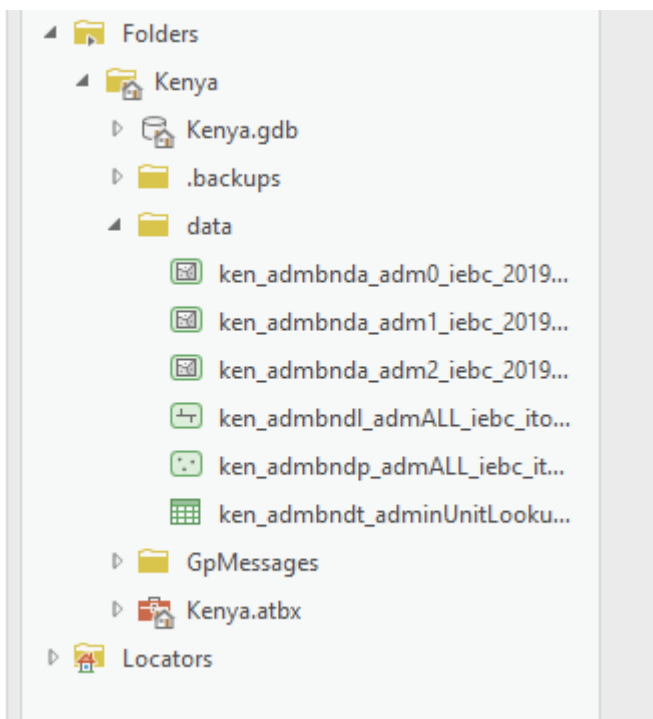 Folders
Kenya
Kenya.gdb
.backups
data
ken_admbnda_adm0_iebc_2019...
ken_admbnda_adm1_iebc_2019...
ken_admbnda_adm2_iebc_2019...
ken_admbndl_admALL_iebc_ito...
ken_admbndp_admALL_iebc_it...
ken_admbndt_adminUnitLooku...
GpMessages
Kenya.atbx
Locators